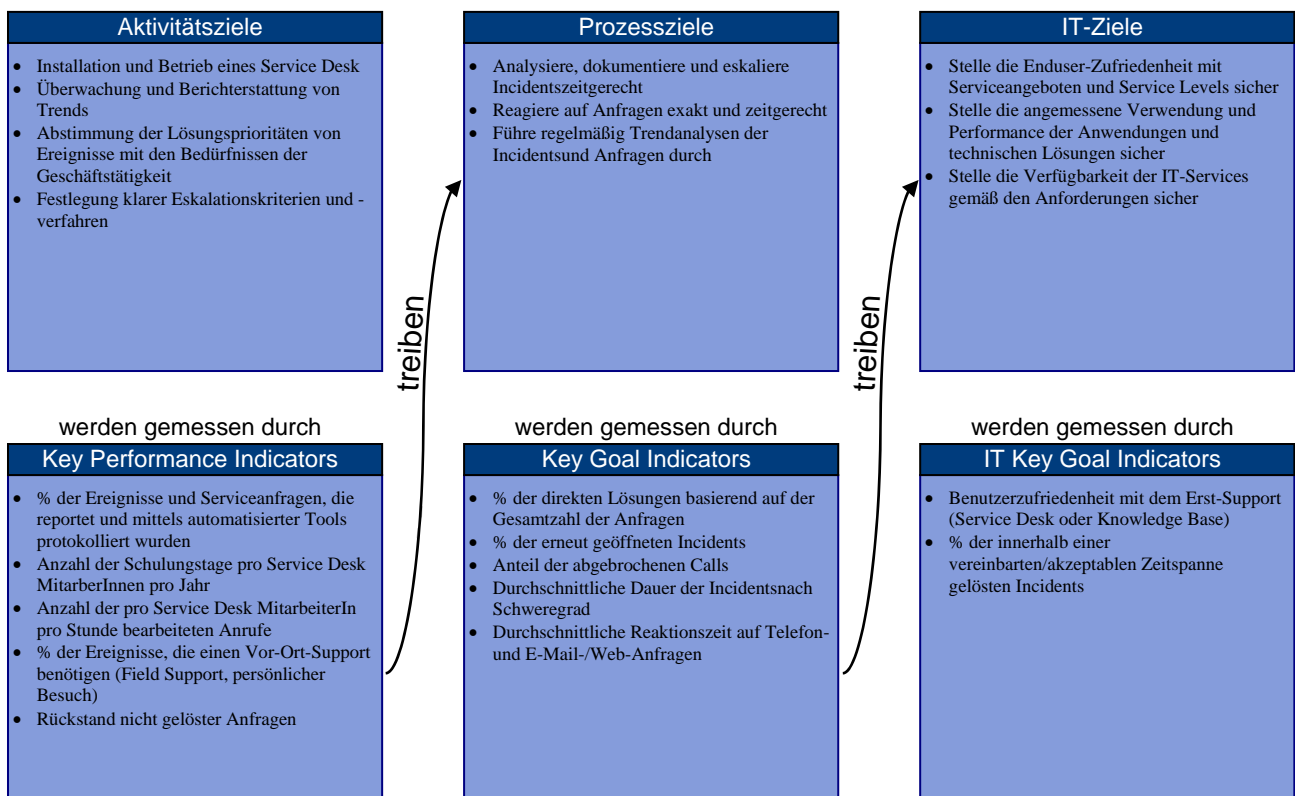 Aktivitätsziele
• Installation und Betrieb eines Service Desk
• Überwachung und Berichterstattung von
Trends
• Abstimmung der Lösungsprioritäten von
Ereignisse mit den Bedürfnissen der
Geschäftstätigkeit
• Festlegung klarer Eskalationskriterien und -
verfahren
treiben
Prozessziele
• Analysiere, dokumentiere und eskaliere
Incidentszeitgerecht
• Reagiere auf Anfragen exakt und zeitgerecht
• Führe regelmäßig Trendanalysen der
Incidentsund Anfragen durch
treiben
IT-Ziele
• Stelle die Enduser-Zufriedenheit mit
Serviceangeboten und Service Levels sicher
• Stelle die angemessene Verwendung und
Performance der Anwendungen und
technischen Lösungen sicher
• Stelle die Verfügbarkeit der IT-Services
gemäß den Anforderungen sicher
werden gemessen durch
Key Performance Indicators
• % der Ereignisse und Serviceanfragen, die
reportet und mittels automatisierter Tools
protokolliert wurden
• Anzahl der Schulungstage pro Service Desk
MitarberInnen pro Jahr
• Anzahl der pro Service Desk MitarbeiterIn
pro Stunde bearbeiteten Anrufe
• % der Ereignisse, die einen Vor-Ort-Support
benötigen (Field Support, persönlicher
Besuch)
• Rückstand nicht gelöster Anfragen
werden gemessen durch
Key Goal Indicators
• % der direkten Lösungen basierend auf der
Gesamtzahl der Anfragen
• % der erneut geöffneten Incidents
• Anteil der abgebrochenen Calls
• Durchschnittliche Dauer der Incidentsnach
Schweregrad
• Durchschnittliche Reaktionszeit auf Telefon-
und E-Mail-/Web-Anfragen
werden gemessen durch
IT Key Goal Indicators
• Benutzerzufriedenheit mit dem Erst-Support
(Service Desk oder Knowledge Base)
• % der innerhalb einer
vereinbarten/akzeptablen Zeitspanne
gelösten Incidents